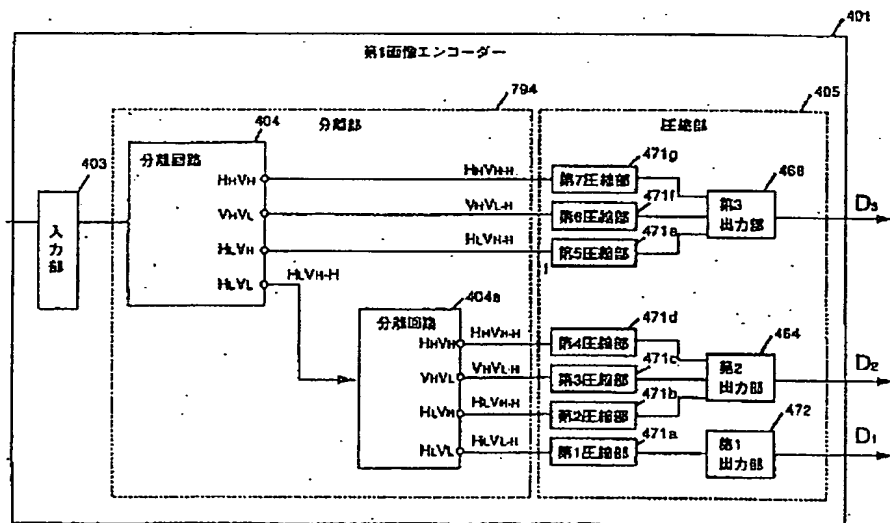 401
第1画像エンコーダー
794
405
分離部
圧縮部
404
分離回路
403
入力部
HHVH
VHVL
HLVH
HLVL
HHVH-H
VHVL-H
HLVH-H
HLVH-H
471g
第7圧縮部
471f
第6圧縮部
471e
第5圧縮部
468
第3
出力部
D3
404a
分離回路
HHVH
VHVL
HLVH
HLVL
HHVH-H
VHVL-H
HLVH-H
HLVL-H
471d
第4圧縮部
471c
第3圧縮部
471b
第2圧縮部
471a
第1圧縮部
464
第2
出力部
D2
472
第1
出力部
D1